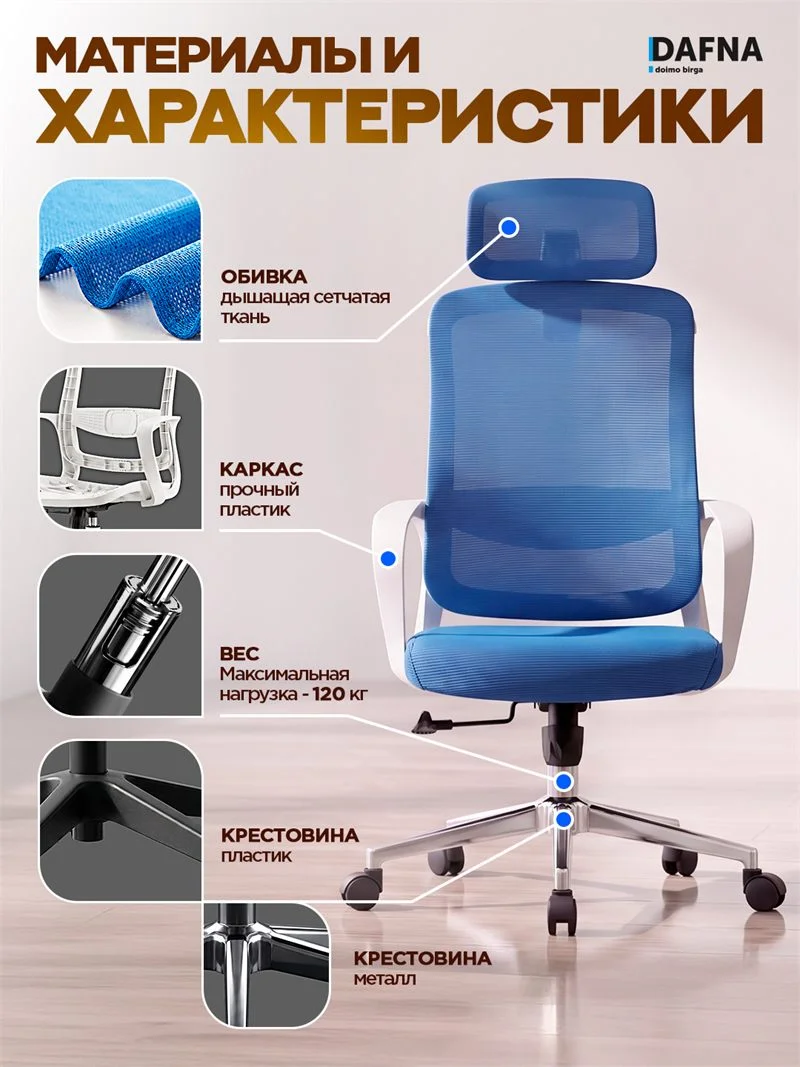 МАТЕРИАЛЫ И
DAFNA
doimo birga
ХАРАКТЕРИСТИКИ
ОБИВКА
дышащая сетчатая
ткань
КАРКАС
прочный
пластик
ВЕС
Максимальная
нагрузка - 120 кг
КРЕСТОВИНА
пластик
КРЕСТОВИНА
металл